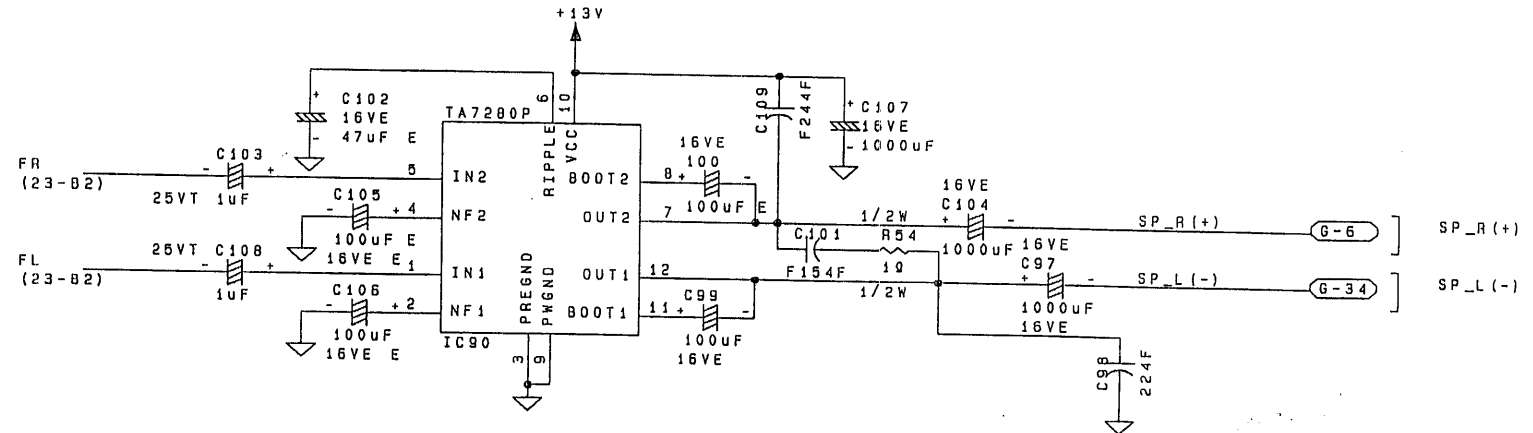 +13V
C102
16VE
47uF E
TA7280P
6
10
C109
F244F
C107
16VE
1000uF
FR
(23-82)
C103
25VT 1uF
5
IN2
RIPPLE
VCC
BOOT2
8
16VE
100
100uF E
C105
100uF E
16VE E
4
NF2
OUT2
7
1/2W
16VE
C104
1000uF
SP_R(+)
G-6
SP_R(+)
C101
F154F
R54
1Ω
FL
(23-82)
25VT
C108
1uF
1
IN1
OUT1
12
1/2W
16VE
C97
1000uF
16VE
SP_L(-)
G-34
SP_L(-)
C106
100uF
16VE E
2
NF1
PREGND
PWGND
BOOT1
11
C99
100uF
16VE
IC90
3
9
C98
224F